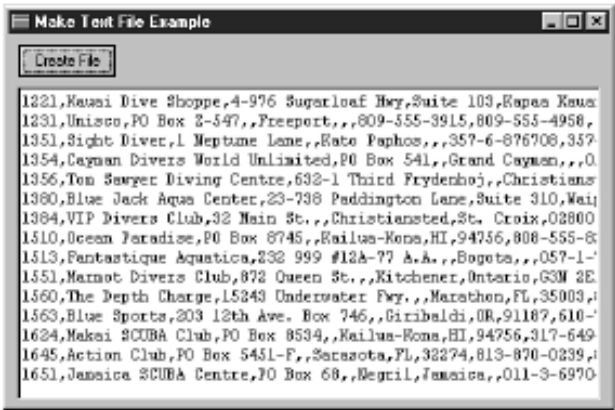 Make Text File Example
Create File
1221,Kauai Dive Shoppe,4-976 Sugarloaf Hwy,Suite 103,Kapaa Kauai
1231,Unisco,PO Box Z-547,,Freeport,,,809-555-3915,809-555-4958,
1351,Sight Diver,1 Neptune Lane,,Kato Paphos,,,357-6-876708,357-
1354,Cayman Divers World Unlimited,PO Box 541,,Grand Cayman,,,0
1356,Tom Sawyer Diving Centre,632-1 Third Frydenhoj,,Christians
1380,Blue Jack Aqua Center,23-738 Paddington Lane,Suite 310,Waip
1384,VIP Divers Club,32 Main St.,,Christiansted,St. Croix,02800
1510,Ocean Paradise,PO Box 8745,,Kailua-Kona,HI,94756,808-555-8
1513,Fantastique Aquatica,232 999 #12A-77 A.A.,,Bogota,,,057-1-
1551,Marmot Divers Club,872 Queen St.,,Kitchener,Ontario,G3N 2E
1560,The Depth Charge,15243 Underwater Fwy.,,Marathon,FL,35003,
1563,Blue Sports,203 12th Ave. Box 746,,Giribaldi,OR,91187,610-
1624,Makai SCUBA Club,PO Box 8534,,Kailua-Kona,HI,94756,317-649
1645,Action Club,PO Box 5451-F,,Sarasota,FL,32274,813-870-0239,
1651,Jamaica SCUBA Centre,PO Box 68,,Negril,Jamaica,,011-3-6970